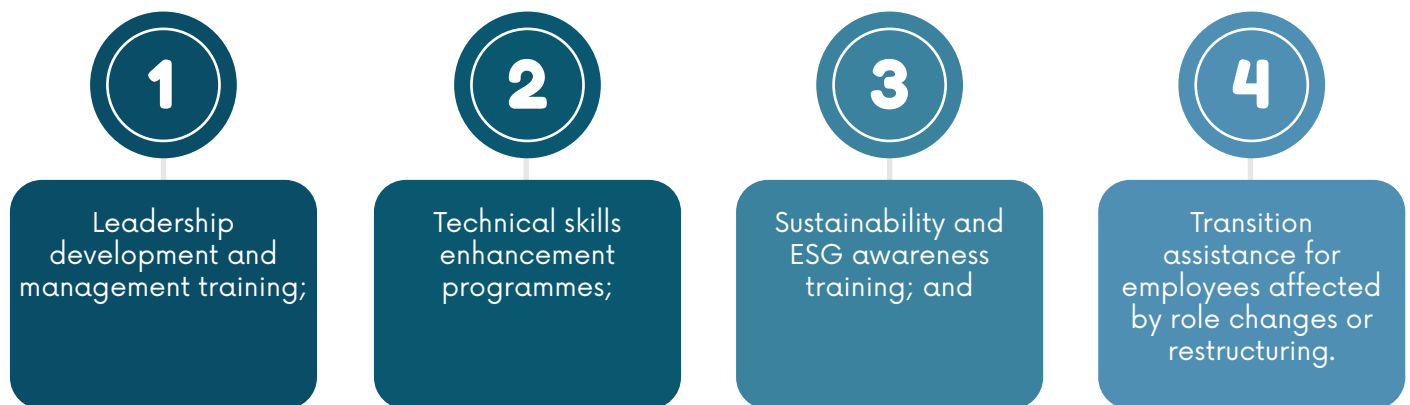 1
Leadership
development and
management training;
2
Technical skills
enhancement
programmes;
3
Sustainability and
ESG awareness
training; and
4
Transition
assistance for
employees affected
by role changes or
restructuring.